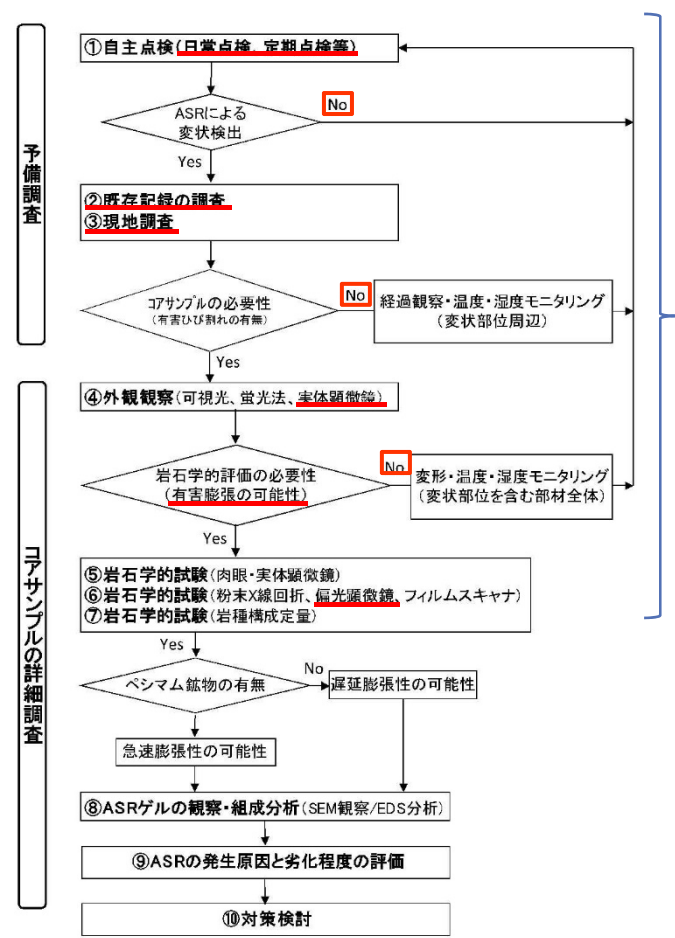 予備調査
①自主点検(日常点検、定期点検等)
No
ASRによる
変状検出
Yes
②既存記録の調査
③現地調査
コアサンプルの必要性
(有害ひび割れの有無)
No
経過観察・温度・湿度モニタリング
(変状部位周辺)
Yes
コアサンプルの詳細調査
④外観観察(可視光、蛍光法、実体顕微鏡)
岩石学的評価の必要性
(有害膨張の可能性)
No
変形・温度・湿度モニタリング
(変状部位を含む部材全体)
Yes
⑤岩石学的試験(肉眼・実体顕微鏡)
⑥岩石学的試験(粉末X線回折、偏光顕微鏡、フィルムスキャナ)
⑦岩石学的試験(岩種構成定量)
Yes
ペシマム鉱物の有無
No
遅延膨張性の可能性
急速膨張性の可能性
⑧ASRゲルの観察・組成分析(SEM観察/EDS分析)
⑨ASRの発生原因と劣化程度の評価
⑩対策検討